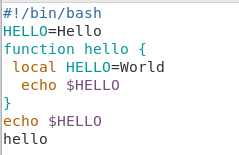 #!/bin/bash
HELLO=Hello
function hello {
 local HELLO=World
  echo $HELLO
}
echo $HELLO
hello